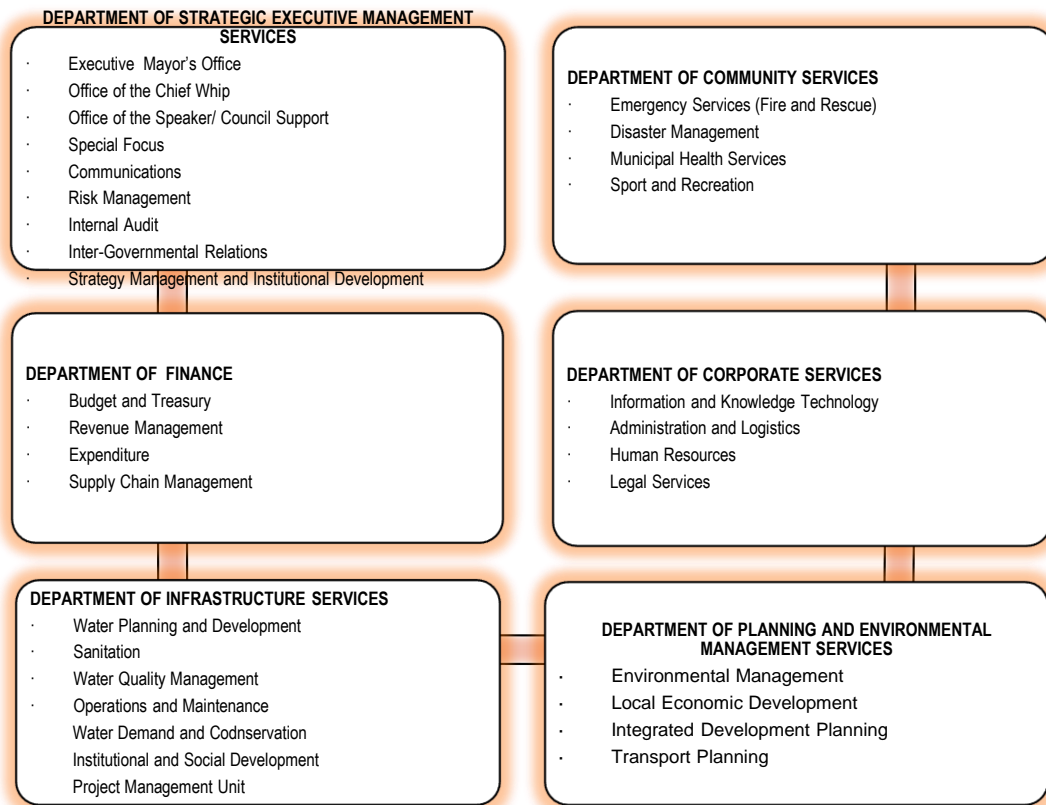 DEPARTMENT OF STRATEGIC EXECUTIVE MANAGEMENT
SERVICES
· Executive Mayor's Office
· Office of the Chief Whip
· Office of the Speaker/ Council Support
· Special Focus
· Communications
· Risk Management
· Internal Audit
· Inter-Governmental Relations
· Strategy Management and Institutional Development
DEPARTMENT OF FINANCE
· Budget and Treasury
· Revenue Management
· Expenditure
· Supply Chain Management
DEPARTMENT OF INFRASTRUCTURE SERVICES
· Water Planning and Development
· Sanitation
· Water Quality Management
· Operations and Maintenance
Water Demand and Codnservation
Institutional and Social Development
Project Management Unit
DEPARTMENT OF PLANNING AND ENVIRONMENTAL
MANAGEMENT SERVICES
· Environmental Management
· Local Economic Development
· Integrated Development Planning
· Transport Planning
DEPARTMENT OF CORPORATE SERVICES
· Information and Knowledge Technology
· Administration and Logistics
· Human Resources
· Legal Services
DEPARTMENT OF COMMUNITY SERVICES
· Emergency Services (Fire and Rescue)
· Disaster Management
· Municipal Health Services
· Sport and Recreation